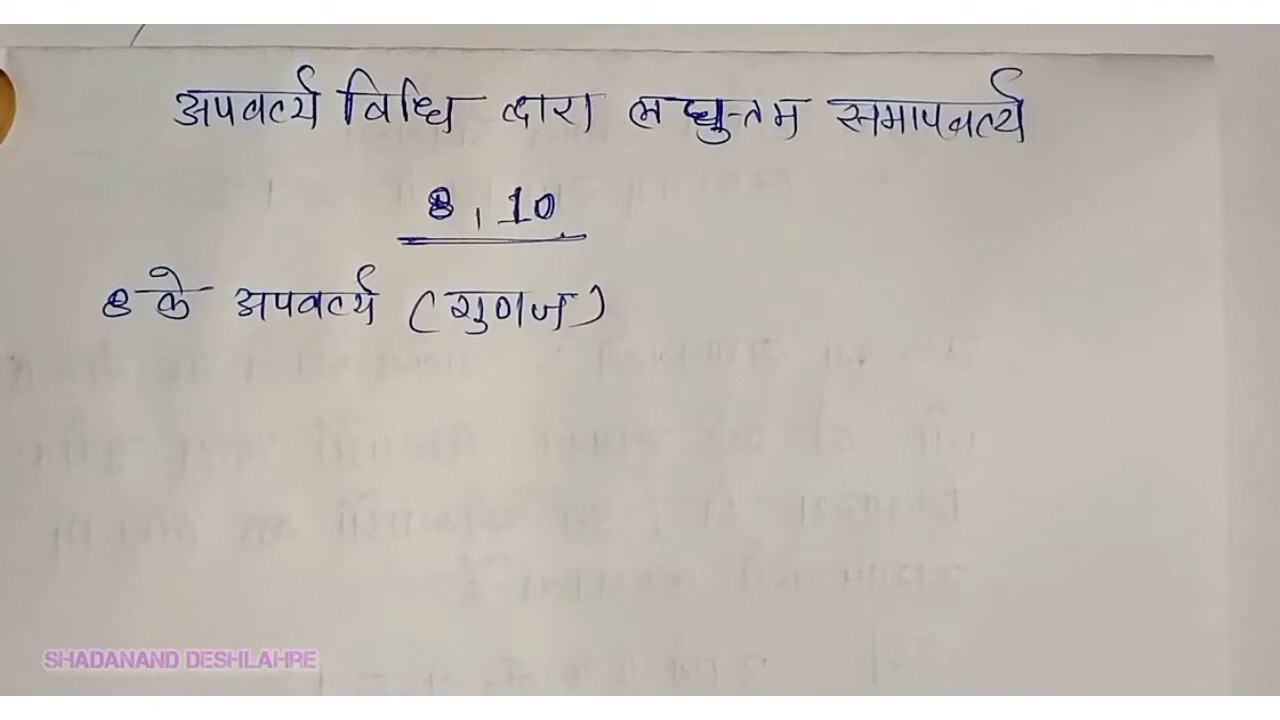 अपवर्त्य विधि द्वारा लघुत्तम समापवर्त्य
8, 10
8 के अपवर्त्य (गुणज)
SHADANAND DESHLAHRE